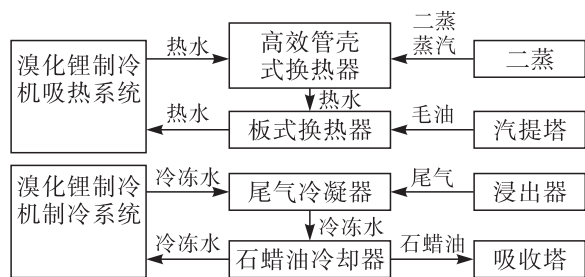 溴化锂制冷
机吸热系统
热水
高效管壳
式换热器
二蒸
蒸汽
二蒸
热水
热水
板式换热器
毛油
汽提塔
溴化锂制冷
机制冷系统
冷冻水
尾气冷凝器
尾气
浸出器
冷冻水
冷冻水
石蜡油冷却器
石蜡油
吸收塔